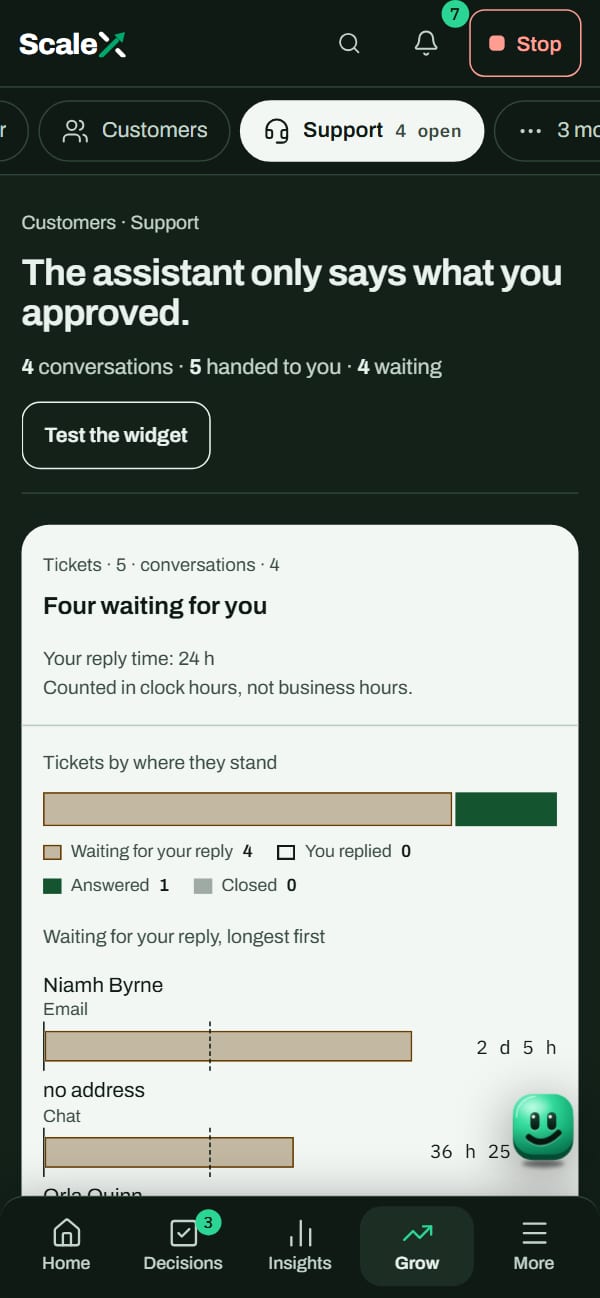 ScaleX
7
Stop
r
Customers
Support 4 open
3 mo
Customers · Support
The assistant only says what you
approved.
4 conversations · 5 handed to you · 4 waiting
Test the widget
Tickets · 5 · conversations · 4
Four waiting for you
Your reply time: 24 h
Counted in clock hours, not business hours.
Tickets by where they stand
Waiting for your reply 4 You replied 0
Answered 1 Closed 0
Waiting for your reply, longest first
Niamh Byrne
Email
2 d 5 h
no address
Chat
36 h 25
Orla Quinn
3
Home
Decisions
Insights
Grow
More